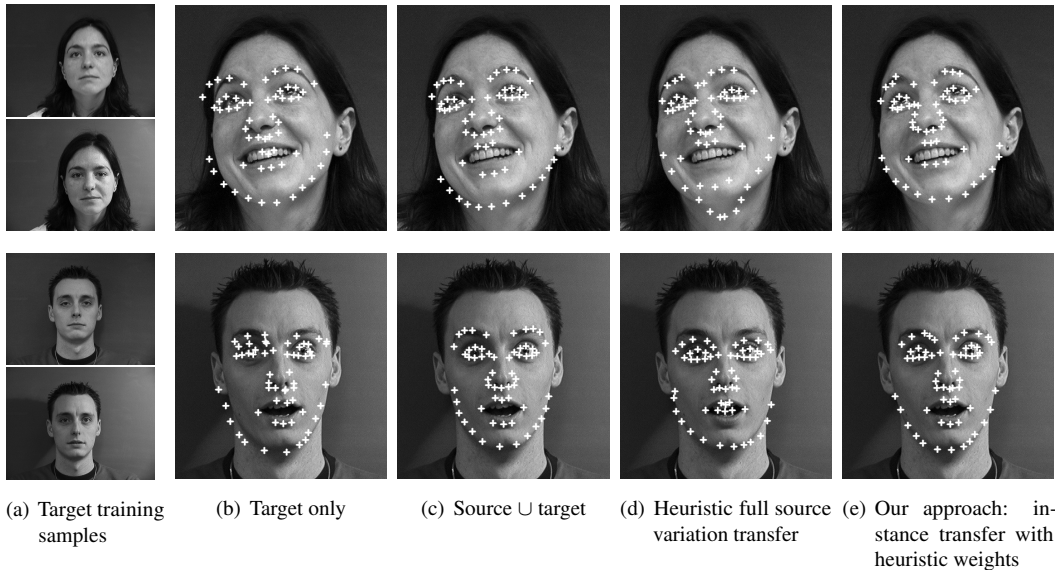 (a) Target training samples
(b) Target only
(c) Source ∪ target
(d) Heuristic full source variation transfer
(e) Our approach: in-
stance transfer with
heuristic weights